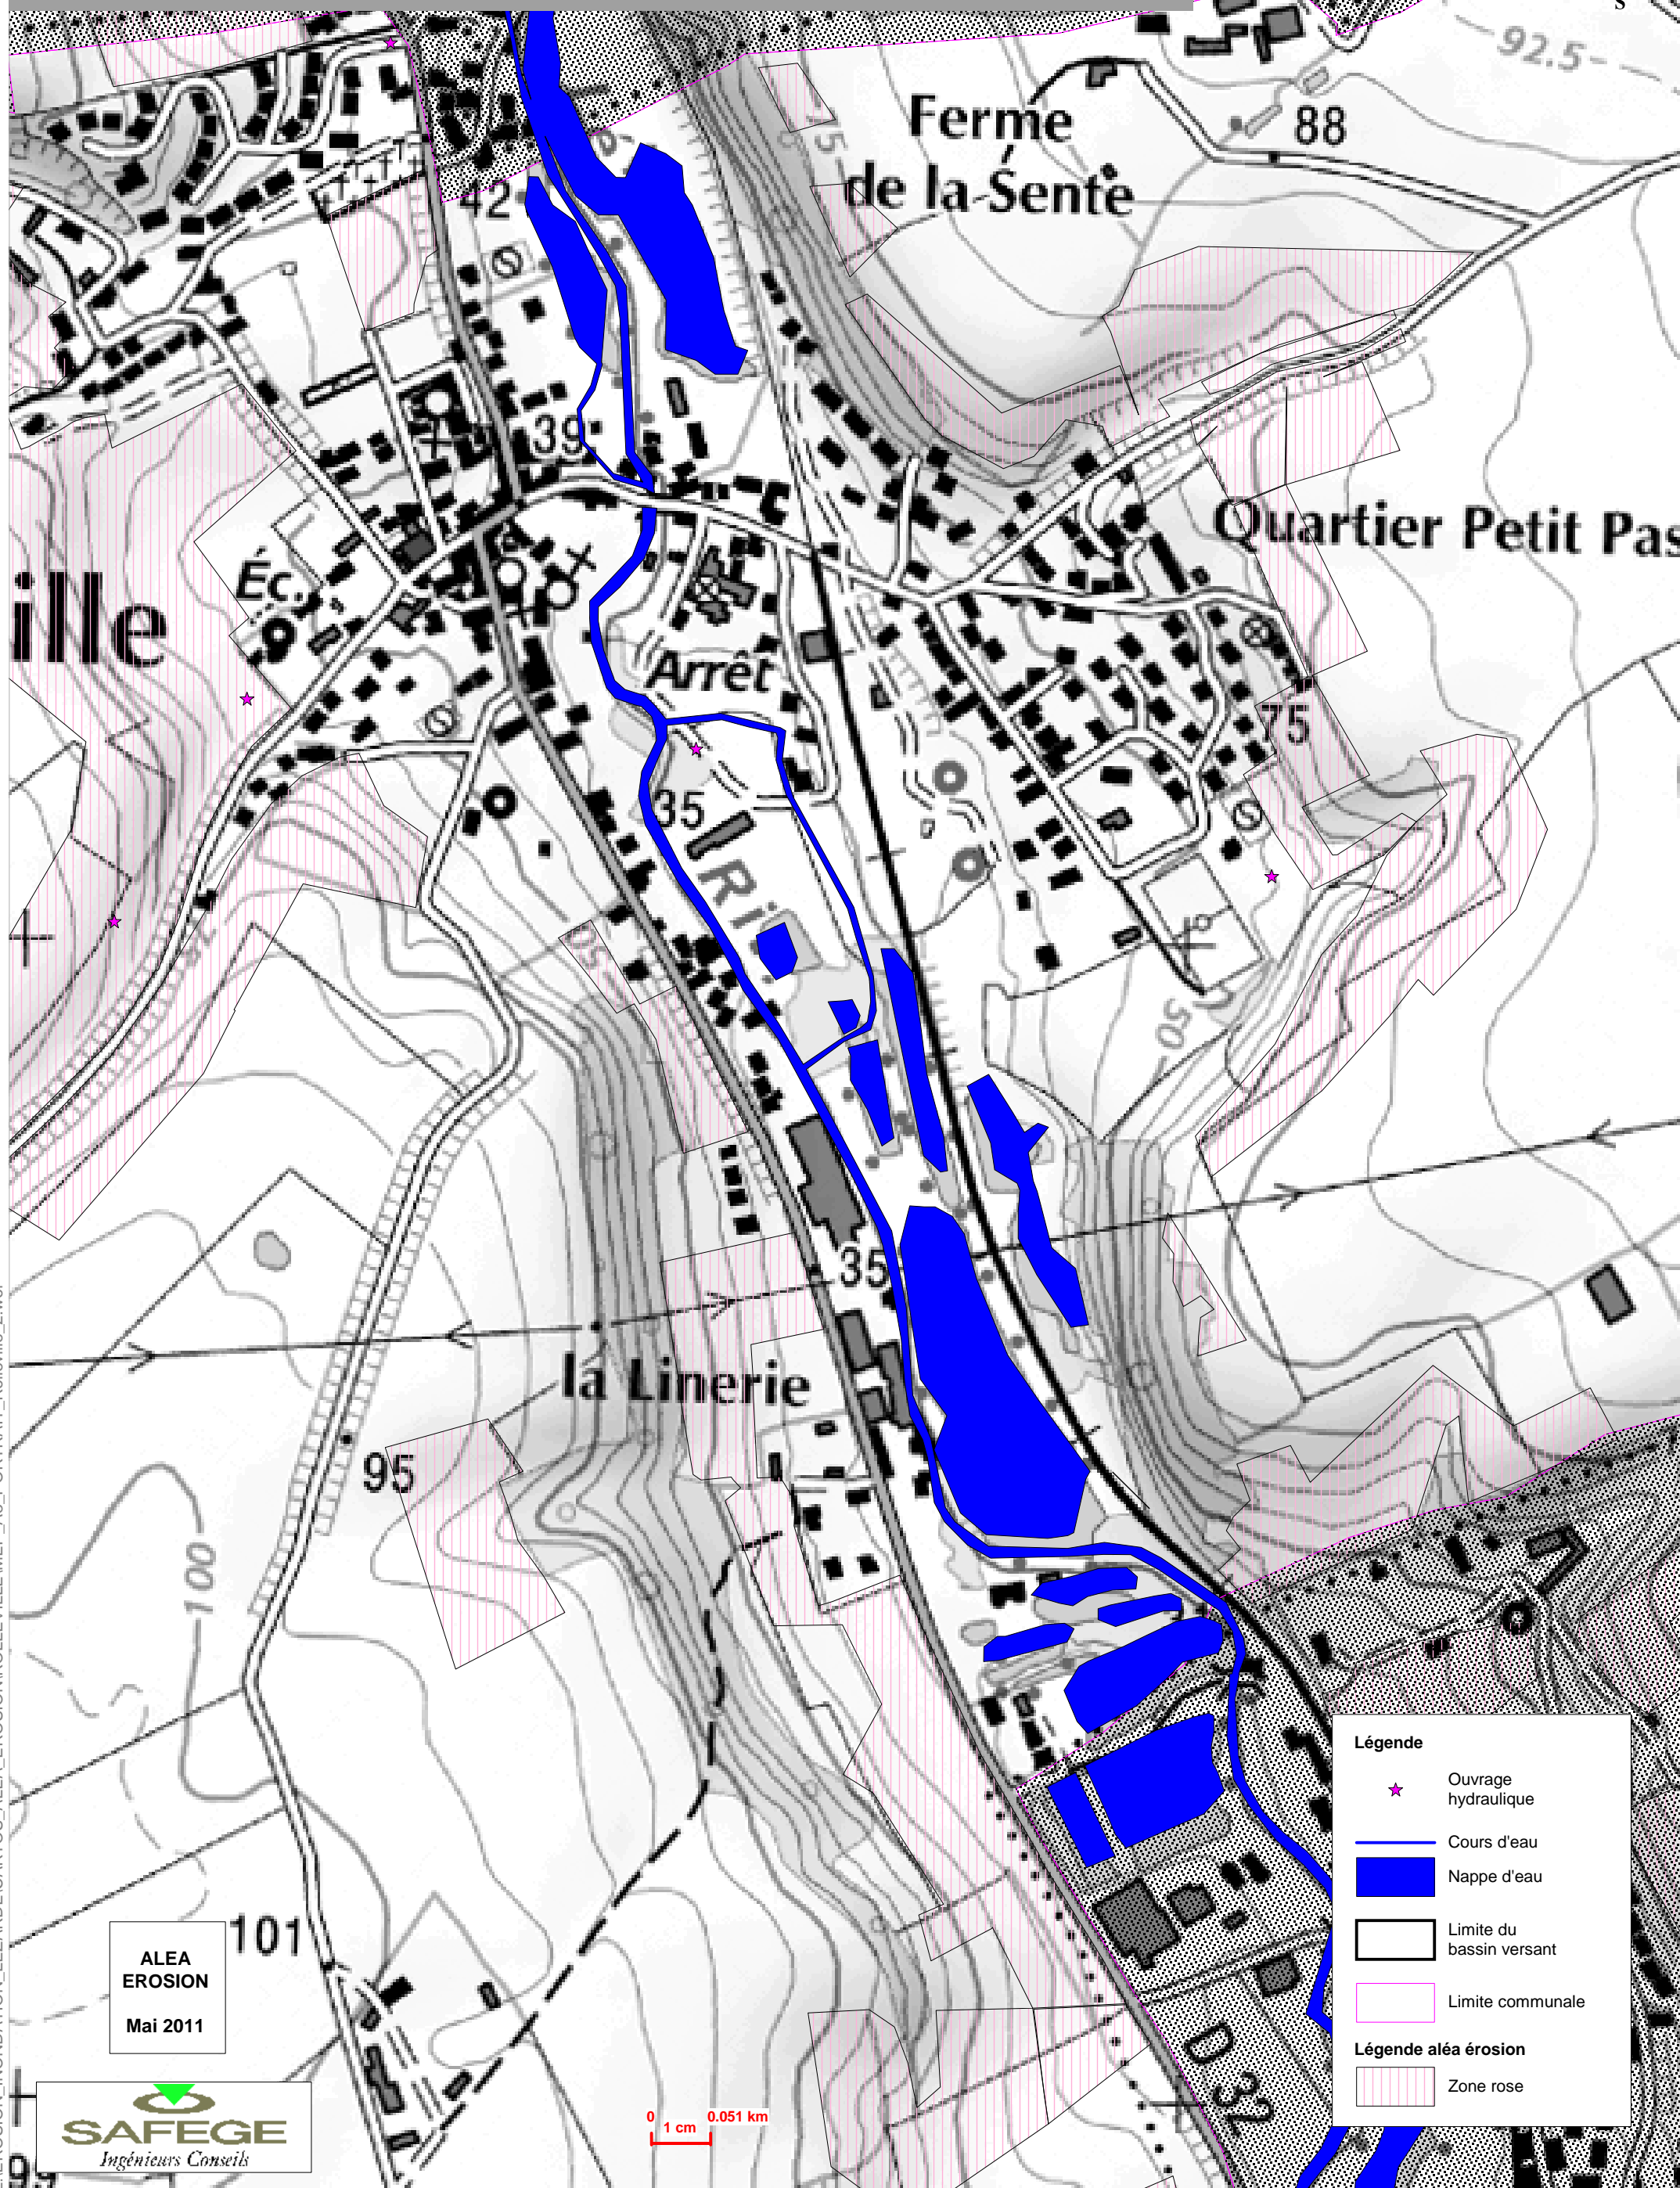 S
92.5
Ferme
de la Sente
88
75
42
39
Quartier Petit Pas
Éc.
ille
Arrêt
75
35
Ri
50
50
35
la Linerie
95
100
101
D 32
99
ALEA
EROSION
Mai 2011
SAFEGE
Ingénieurs Conseils
0
0.051 km
1 cm
Légende
Ouvrage
hydraulique
Cours d'eau
Nappe d'eau
Limite du
bassin versant
Limite communale
Légende aléa érosion
Zone rose